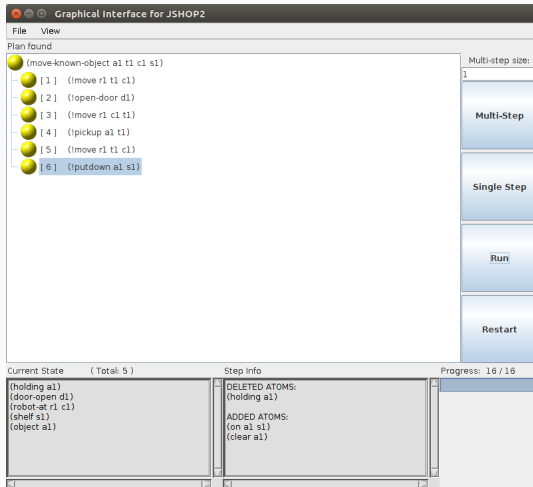 Graphical Interface for JSHOP2
File View
Plan found
(move-known-object a1 t1 c1 s1)
[ 1 ] (!move r1 t1 c1)
[ 2 ] (!open-door d1)
[ 3 ] (!move r1 c1 t1)
[ 4 ] (!pickup a1 t1)
[ 5 ] (!move r1 t1 c1)
[ 6 ] (!putdown a1 s1)
Multi-step size:
1
Multi-Step
Single Step
Run
Restart
Current State ( Total: 5 )
(holding a1)
(door-open d1)
(robot-at r1 c1)
(shelf s1)
(object a1)
Step Info
DELETED ATOMS:
(holding a1)
ADDED ATOMS:
(on a1 s1)
(clear a1)
Progress: 16 / 16